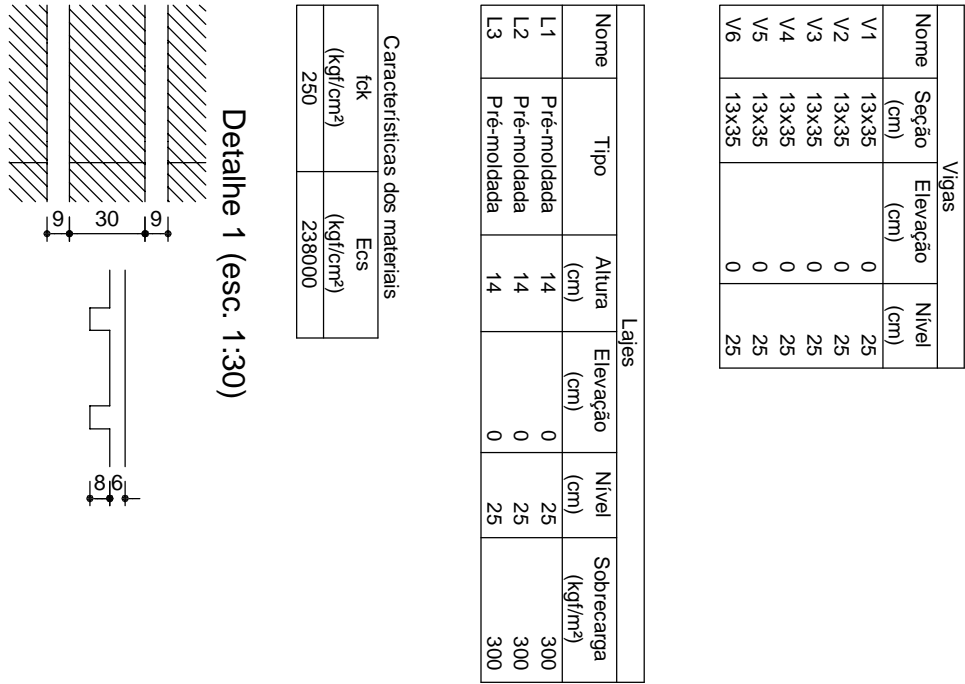 Vigas
Nome Seção (cm) Elevação (cm) Nível (cm)
V1 13x35 0 25
V2 13x35 0 25
V3 13x35 0 25
V4 13x35 0 25
V5 13x35 0 25
V6 13x35 0 25
Lajes
Nome Tipo Altura (cm) Elevação (cm) Nível (cm) Sobrecarga (kgf/m²)
L1 Pré-moldada 14 0 25 300
L2 Pré-moldada 14 0 25 300
L3 Pré-moldada 14 0 25 300
Características dos materiais
fck (kgf/cm²) Ecs (kgf/cm²)
250 238000
Detalhe 1 (esc. 1:30)
9 30 9
8 6